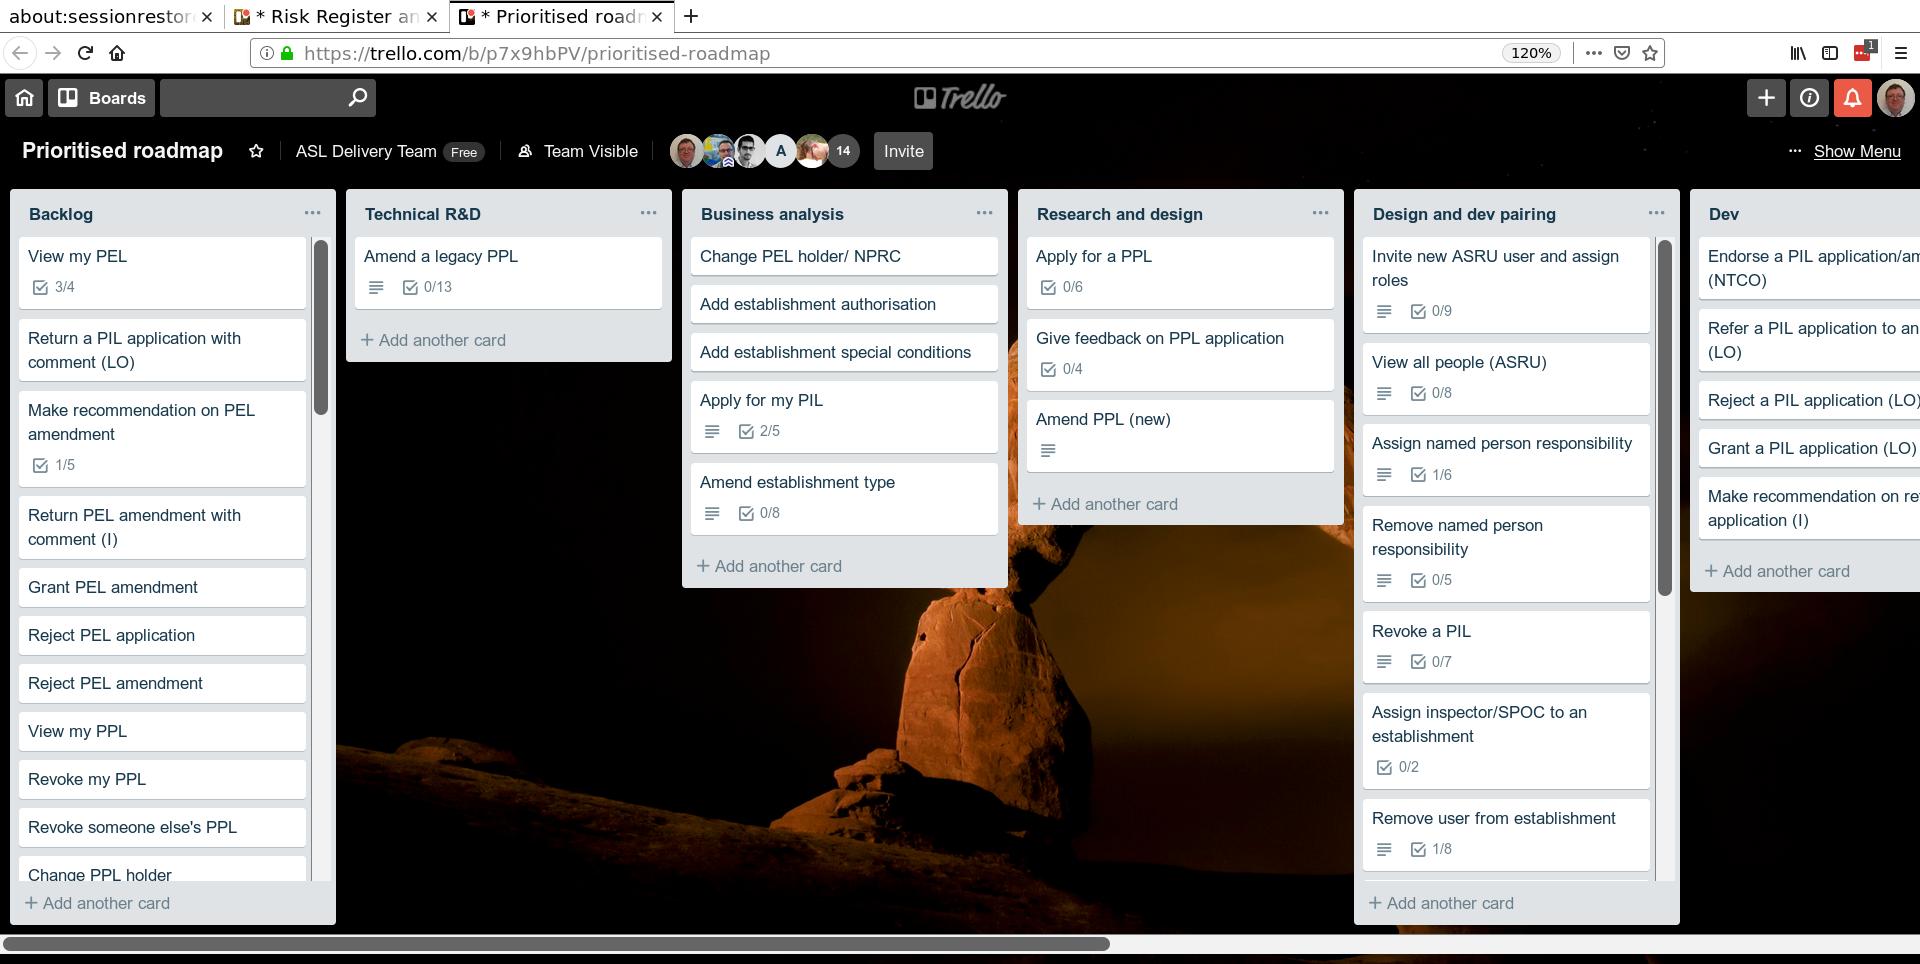 about:sessionrestor
* Risk Register an
* Prioritised roadm
https://trello.com/b/p7x9hbPV/prioritised-roadmap
120%
1
Boards
Trello
Prioritised roadmap
ASL Delivery Team
Free
Team Visible
A
14
Invite
Show Menu
Backlog
View my PEL
3/4
Return a PIL application with
comment (LO)
Make recommendation on PEL
amendment
1/5
Return PEL amendment with
comment (I)
Grant PEL amendment
Reject PEL application
Reject PEL amendment
View my PPL
Revoke my PPL
Revoke someone else's PPL
Change PPL holder
+ Add another card
Technical R&D
Amend a legacy PPL
0/13
+ Add another card
Business analysis
Change PEL holder/ NPRC
Add establishment authorisation
Add establishment special conditions
Apply for my PIL
2/5
Amend establishment type
0/8
+ Add another card
Research and design
Apply for a PPL
0/6
Give feedback on PPL application
0/4
Amend PPL (new)
+ Add another card
Design and dev pairing
Invite new ASRU user and assign
roles
0/9
View all people (ASRU)
0/8
Assign named person responsibility
1/6
Remove named person
responsibility
0/5
Revoke a PIL
0/7
Assign inspector/SPOC to an
establishment
0/2
Remove user from establishment
1/8
+ Add another card
Dev
Endorse a PIL application/am
(NTCO)
Refer a PIL application to an
(LO)
Reject a PIL application (LO)
Grant a PIL application (LO)
Make recommendation on re
application (I)
+ Add another card